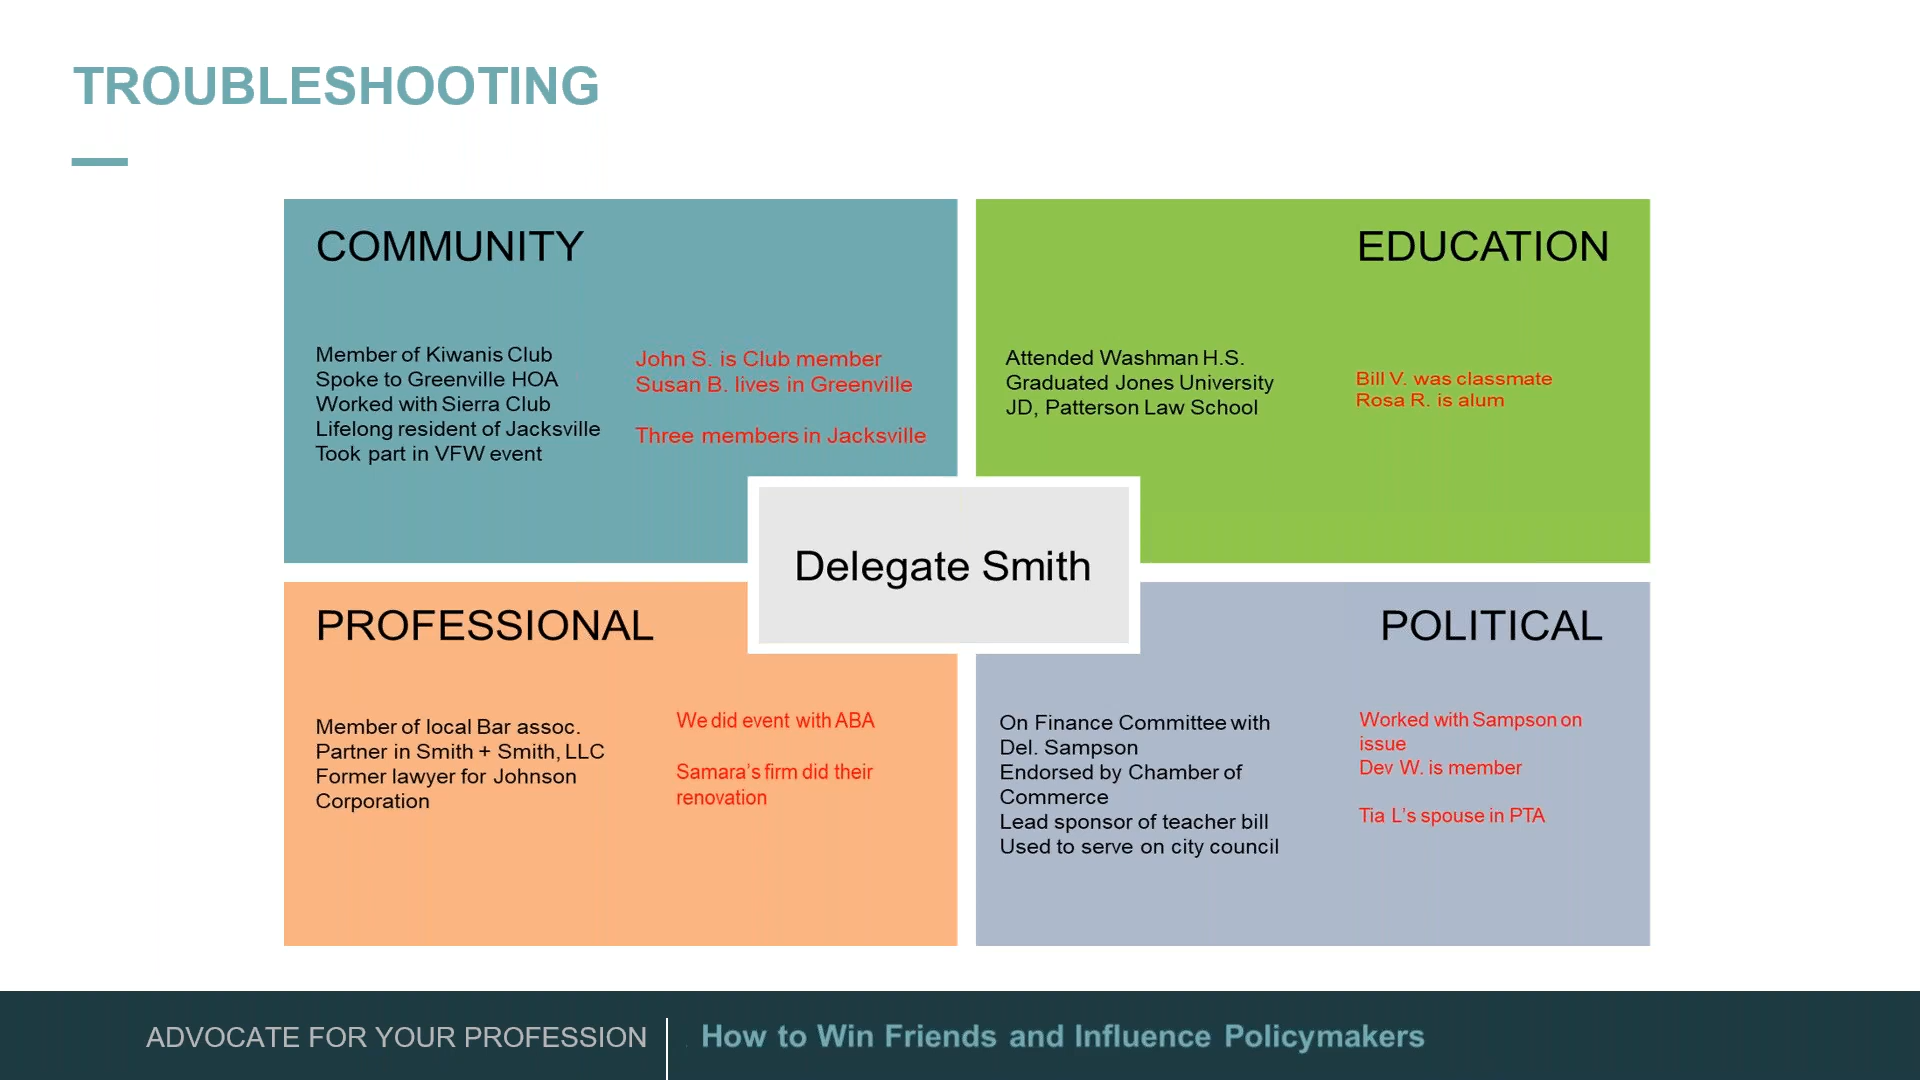 TROUBLESHOOTING
COMMUNITY
Member of Kiwanis Club
Spoke to Greenville HOA
Worked with Sierra Club
Lifelong resident of Jacksville
Took part in VFW event
John S. is Club member
Susan B. lives in Greenville
Three members in Jacksville
EDUCATION
Attended Washman H.S.
Graduated Jones University
JD, Patterson Law School
Bill V. was classmate
Rosa R. is alum
Delegate Smith
PROFESSIONAL
Member of local Bar assoc.
Partner in Smith + Smith, LLC
Former lawyer for Johnson
Corporation
We did event with ABA
Samara’s firm did their
renovation
POLITICAL
On Finance Committee with
Del. Sampson
Endorsed by Chamber of
Commerce
Lead sponsor of teacher bill
Used to serve on city council
Worked with Sampson on
issue
Dev W. is member
Tia L’s spouse in PTA
ADVOCATE FOR YOUR PROFESSION
How to Win Friends and Influence Policymakers